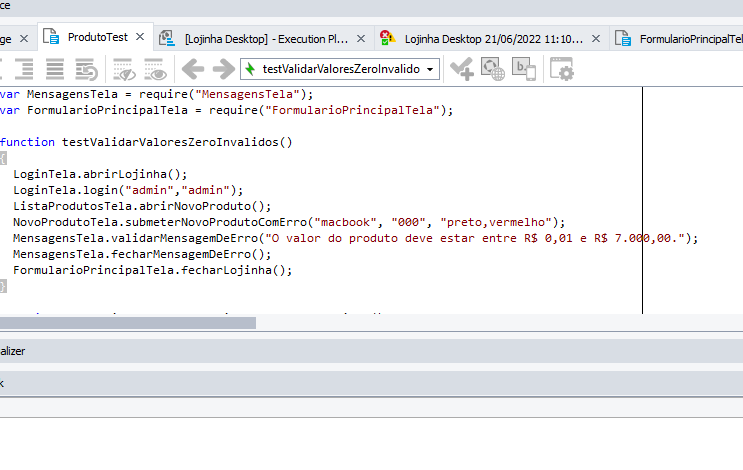 ce
ge
ProdutoTest
[Lojinha Desktop] - Execution Pl...
Lojinha Desktop 21/06/2022 11:10...
FormularioPrincipalTel
testValidarValoresZeroInvalido
var MensagensTela = require("MensagensTela");
var FormularioPrincipalTela = require("FormularioPrincipalTela");
function testValidarValoresZeroInvalidos()
{
LoginTela.abrirLojinha();
LoginTela.login("admin","admin");
ListaProdutosTela.abrirNovoProduto();
NovoProdutoTela.submeterNovoProdutoComErro("macbook", "000", "preto,vermelho");
MensagensTela.validarMensagemDeErro("O valor do produto deve estar entre R$ 0,01 e R$ 7.000,00.");
MensagensTela.fecharMensagemDeErro();
FormularioPrincipalTela.fecharLojinha();
}
alizer
k